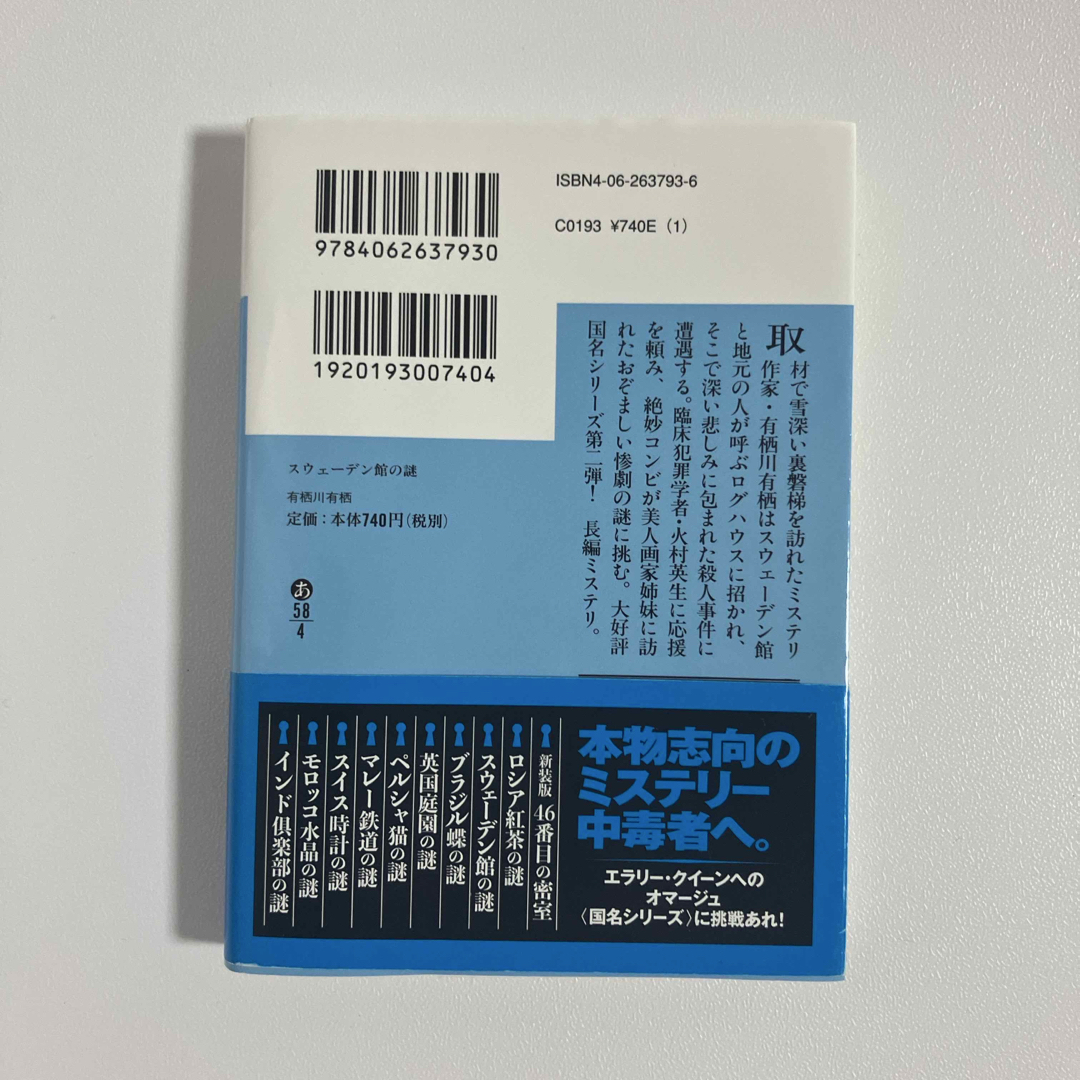 9784062637930
ISBN4-06-263793-6
C0193 ¥740E (1)
1920193007404
取材で雪深い裏磐梯を訪れたミステリ
作家・有栖川有栖はスウェーデン館
と地元の人が呼ぶログハウスに招かれ、
そこで深い悲しみに包まれた殺人事件に
遭遇する。臨床犯罪学者・火村英生に応援
を頼み、絶妙コンビが美人画家姉妹に訪
れたおぞましい惨劇の謎に挑む。大好評
国名シリーズ第二弾! 長編ミステリ。
スウェーデン館の謎
有栖川有栖
定価:本体740円(税別)
あ
58
4
本物志向の
ミステリー
中毒者へ。
エラリー・クイーンへの
オマージュ
〈国名シリーズ〉に挑戦あれ!
新装版 46番目の密室
ロシア紅茶の謎
スウェーデン館の謎
ブラジル蝶の謎
英国庭園の謎
ペルシャ猫の謎
マレー鉄道の謎
スイス時計の謎
モロッコ水晶の謎
インド倶楽部の謎